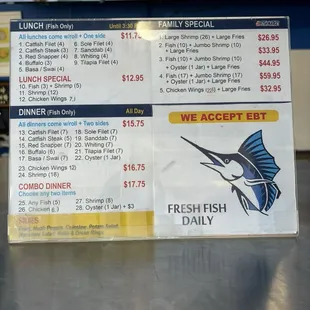 LUNCH (Fish Only) Until 3:30
All lunches come w/roll + One side $11.75
1. Catfish Filet (4) 6. Sole Filet (4)
2. Catfish Steak (3) 7. Sanddab (4)
3. Red Snapper (4) 8. Whiting (4)
4. Buffalo (3) 9. Tilapia Filet (4)
5. Basa / Swai (4)
LUNCH SPECIAL $12.95
10. Fish (3) + Shrimp (5)
11. Shrimp (12)
12. Chicken Wings (7)
DINNER (Fish Only) All Day
All dinners come w/roll + Two sides $15.75
13. Catfish Filet (7) 18. Sole Filet (7)
14. Catfish Steak (5) 19. Sanddab (7)
15. Red Snapper (7) 20. Whiting (7)
16. Buffalo (6) 21. Tilapia Filet (7)
17. Basa / Swai (7) 22. Oyster (1 Jar)
23. Chicken Wings (12) $16.75
24. Shrimp (18)
COMBO DINNER $17.75
Choose any two items
25. Any Fish (5) 27. Shrimp (8)
26. Chicken 28. Oyster (1 Jar) + $3
SIDES
FAMILY SPECIAL
1. Large Shrimp (26) + Large Fries $26.95
2. Fish (10) + Jumbo Shrimp (10) $33.95
+ Large Fries
3. Fish (10) + Jumbo Shrimp (10) $44.95
+ Oyster (1 Jar) + Large Fries
4. Fish (17) + Jumbo Shrimp (17) $59.95
+ Oyster (1 Jar) + Large Fries
5. Chicken Wings (12) + Large Fries $32.95
WE ACCEPT EBT
FRESH FISH
DAILY